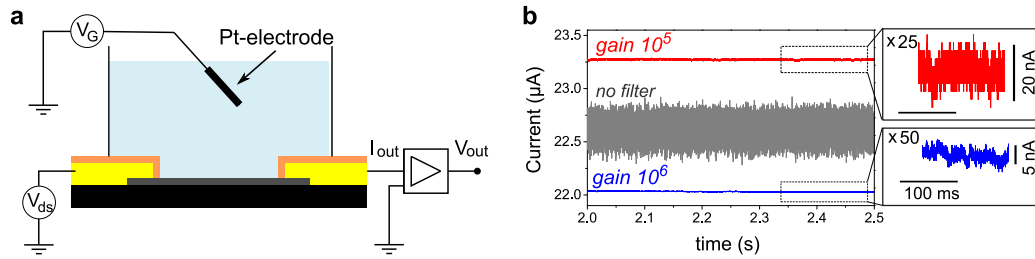 a
V_G
Pt-electrode
I_out
V_out
V_ds
b
23.5
23.0
22.5
22.0
Current (µA)
gain 10^5
no filter
gain 10^6
2.0 2.1 2.2 2.3 2.4 2.5
time (s)
x25
20 nA
x50
5 nA
100 ms